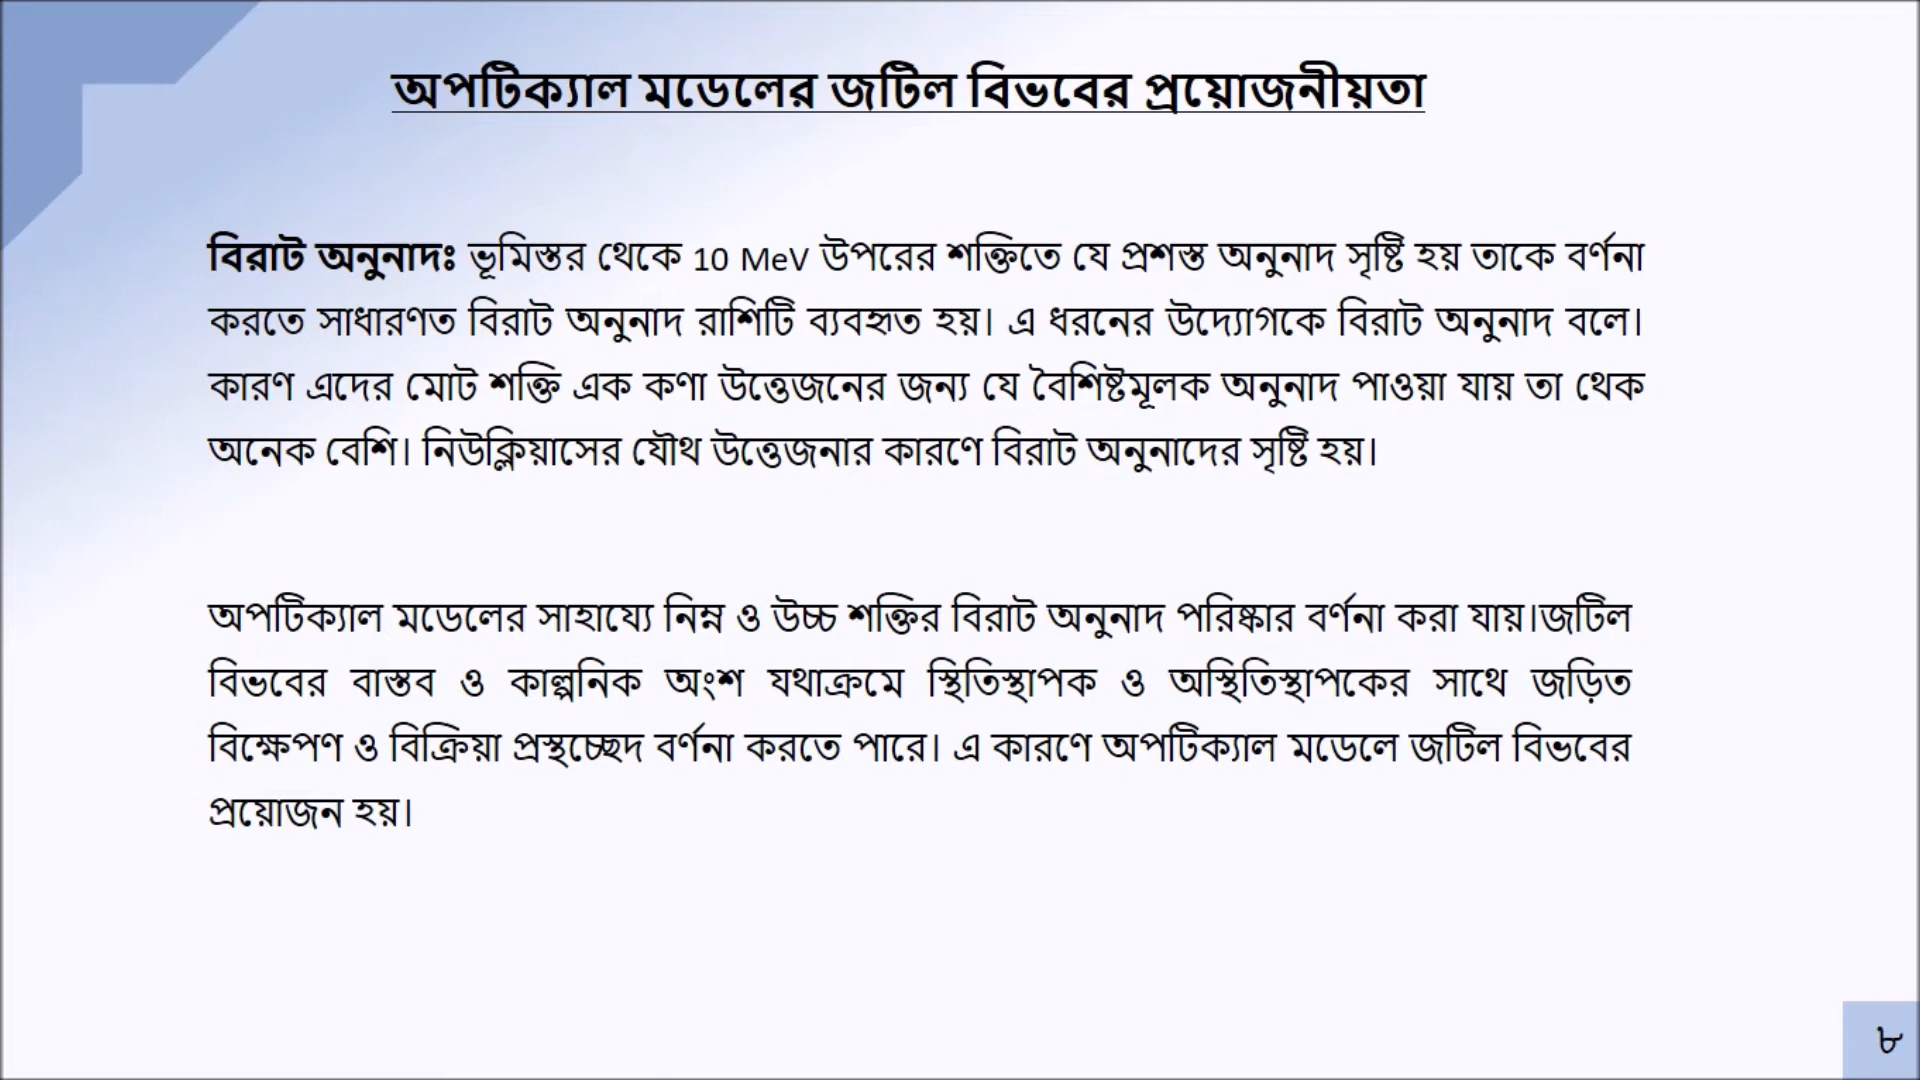 অপটিক্যাল মডেলের জটিল বিভবের প্রয়োজনীয়তা
বিরাট অনুনাদঃ ভূমিস্তর থেকে 10 MeV উপরের শক্তিতে যে প্রশস্ত অনুনাদ সৃষ্টি হয় তাকে বর্ণনা
করতে সাধারণত বিরাট অনুনাদ রাশিটি ব্যবহৃত হয়। এ ধরনের উদ্যোগকে বিরাট অনুনাদ বলে।
কারণ এদের মোট শক্তি এক কণা উত্তেজনের জন্য যে বৈশিষ্টমূলক অনুনাদ পাওয়া যায় তা থেক
অনেক বেশি। নিউক্লিয়াসের যৌথ উত্তেজনার কারণে বিরাট অনুনাদের সৃষ্টি হয়।
অপটিক্যাল মডেলের সাহায্যে নিম্ন ও উচ্চ শক্তির বিরাট অনুনাদ পরিষ্কার বর্ণনা করা যায়।জটিল
বিভবের বাস্তব ও কাল্পনিক অংশ যথাক্রমে স্থিতিস্থাপক ও অস্থিতিস্থাপকের সাথে জড়িত
বিক্ষেপণ ও বিক্রিয়া প্রস্থচ্ছেদ বর্ণনা করতে পারে। এ কারণে অপটিক্যাল মডেলে জটিল বিভবের
প্রয়োজন হয়।
৮